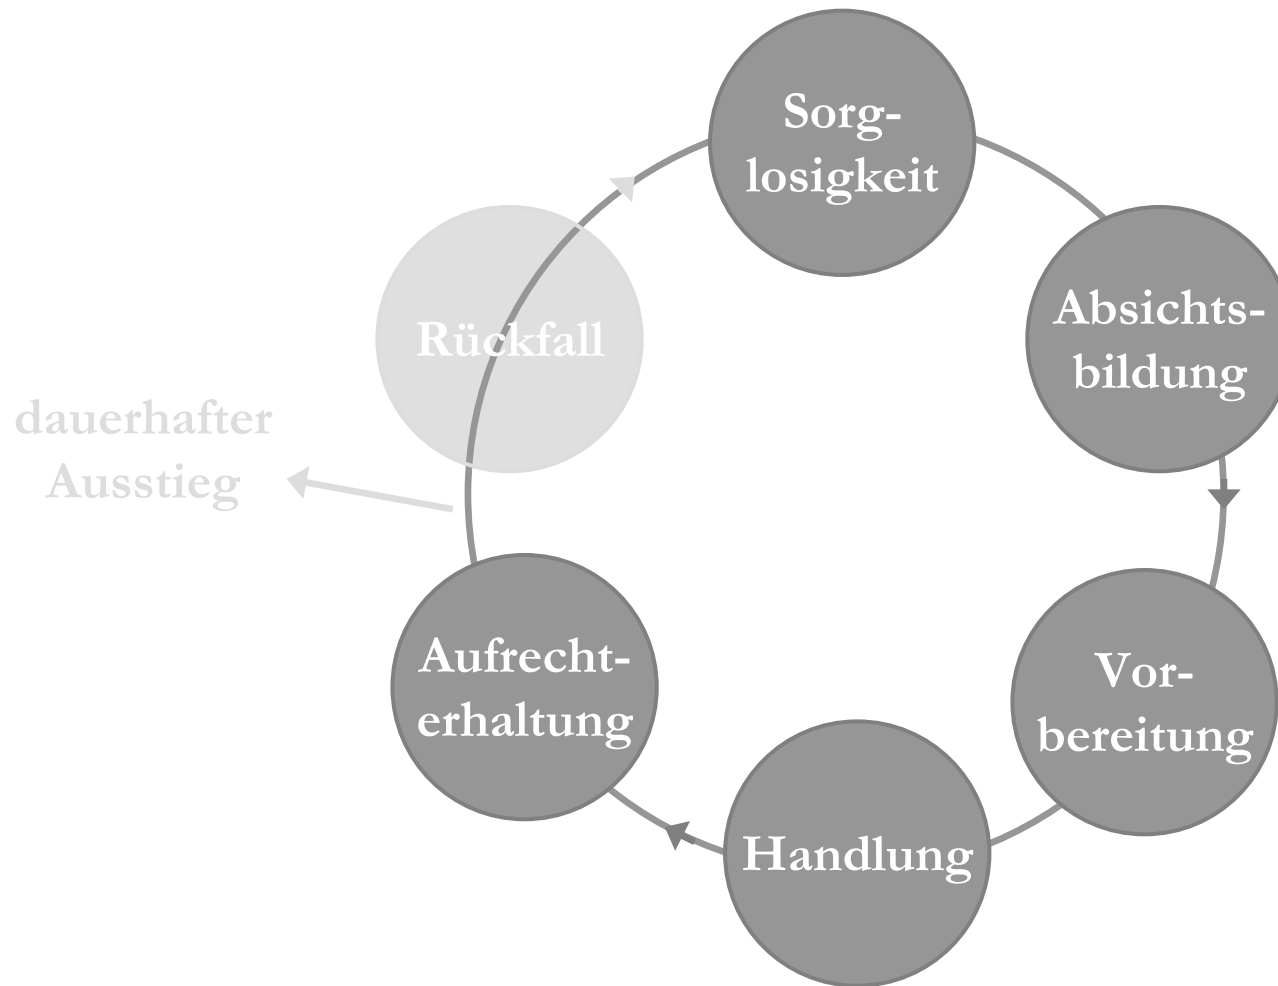 Sorg-
losigkeit
Absichts-
bildung
Vor-
bereitung
Handlung
Aufrecht-
erhaltung
Rückfall
dauerhafter
Ausstieg